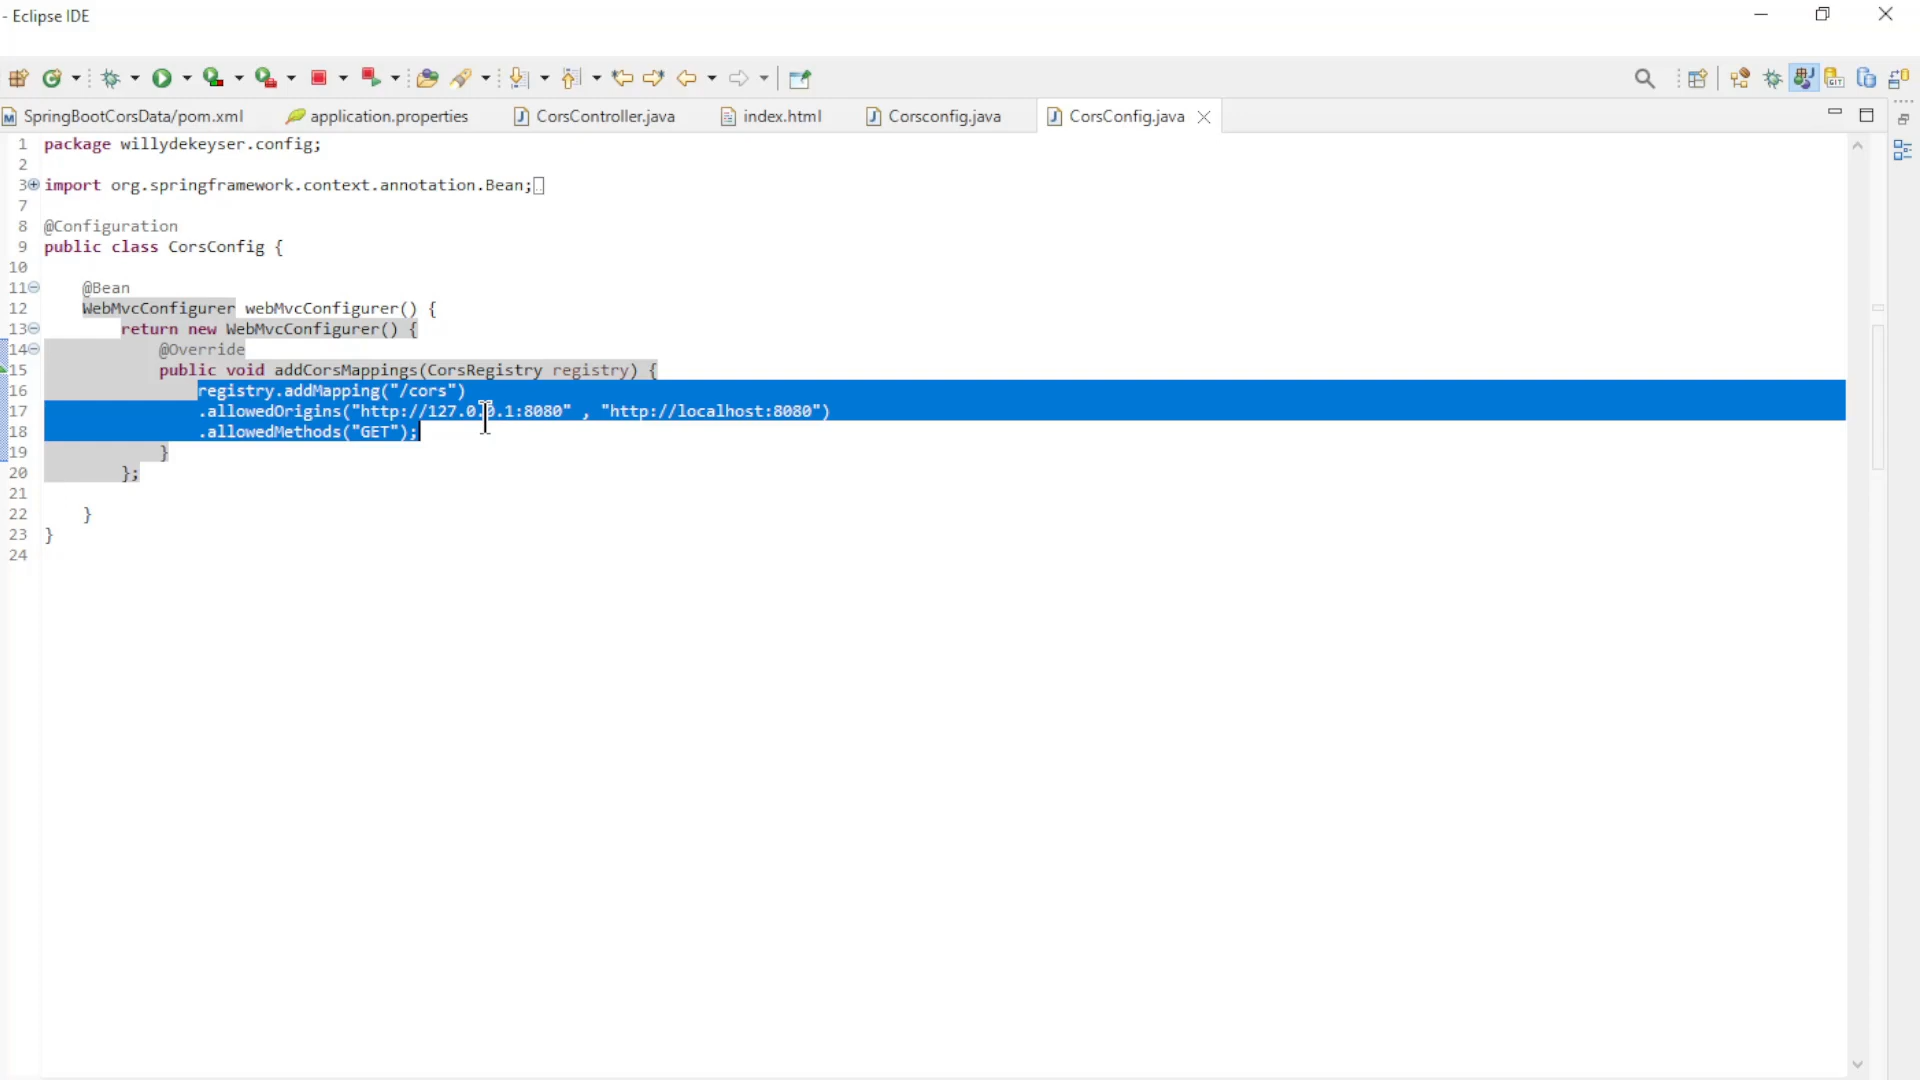 - Eclipse IDE
SpringBootCorsData/pom.xml application.properties CorsController.java index.html Corsconfig.java CorsConfig.java
1 package willydekeyser.config;
2
3 import org.springframework.context.annotation.Bean;
7
8 @Configuration
9 public class CorsConfig {
10
11 @Bean
12 WebMvcConfigurer webMvcConfigurer() {
13 return new WebMvcConfigurer() {
14 @Override
15 public void addCorsMappings(CorsRegistry registry) {
16 registry.addMapping("/cors")
17 .allowedOrigins("http://127.0.0.1:8080" , "http://localhost:8080")
18 .allowedMethods("GET");
19 }
20 };
21
22 }
23 }
24